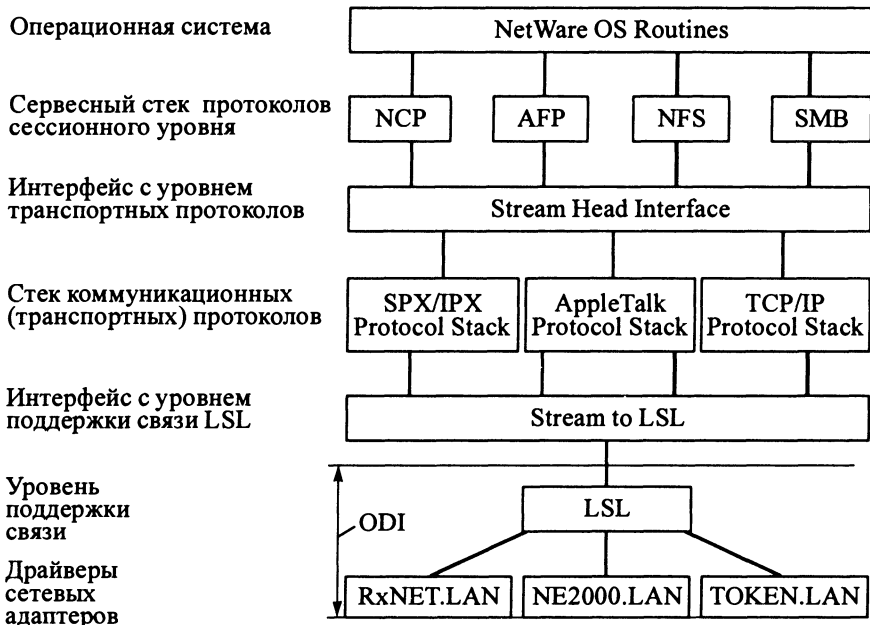 Операционная система
NetWare OS Routines
Сервесный стек протоколов
сессионного уровня
NCP
AFP
NFS
SMB
Интерфейс с уровнем
транспортных протоколов
Stream Head Interface
Стек коммуникационных
(транспортных) протоколов
SPX/IPX
Protocol Stack
AppleTalk
Protocol Stack
TCP/IP
Protocol Stack
Интерфейс с уровнем
поддержки связи LSL
Stream to LSL
Уровень
поддержки
связи
ODI
LSL
Драйверы
сетевых
адаптеров
RxNET.LAN
NE2000.LAN
TOKEN.LAN